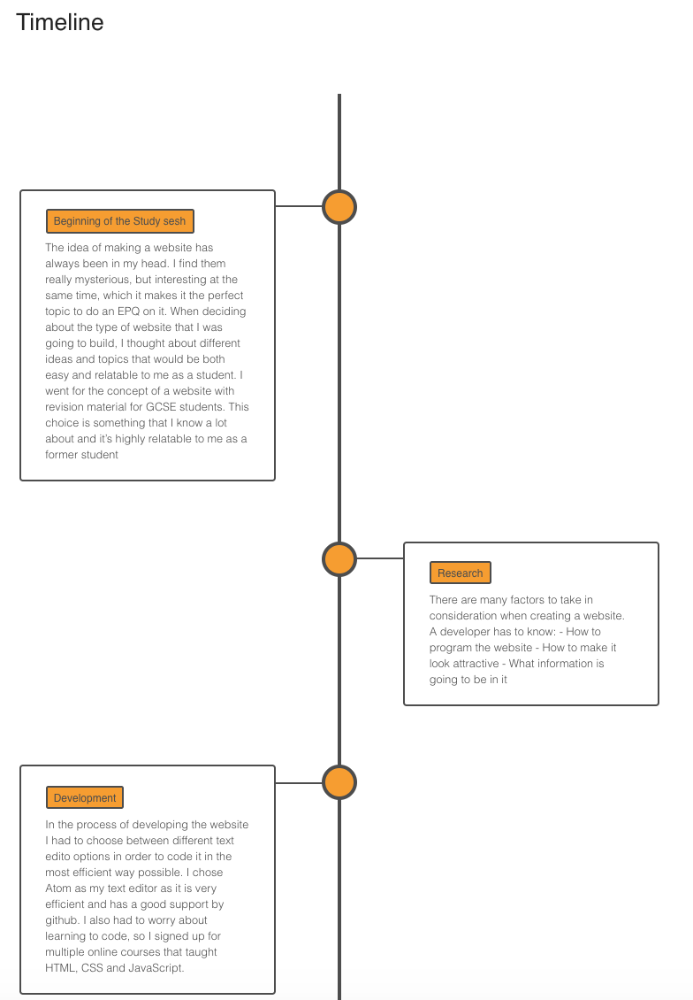 Timeline
Beginning of the Study sesh
The idea of making a website has
always been in my head. I find them
really mysterious, but interesting at the
same time, which it makes it the perfect
topic to do an EPQ on it. When deciding
about the type of website that I was
going to build, I thought about different
ideas and topics that would be both
easy and relatable to me as a student. I
went for the concept of a website with
revision material for GCSE students. This
choice is something that I know a lot
about and it's highly relatable to me as a
former student
Research
There are many factors to take in
consideration when creating a website.
A developer has to know: - How to
program the website - How to make it
look attractive - What information is
going to be in it
Development
In the process of developing the website
I had to choose between different text
edito options in order to code it in the
most efficient way possible. I chose
Atom as my text editor as it is very
efficient and has a good support by
github. I also had to worry about
learning to code, so I signed up for
multiple online courses that taught
HTML, CSS and JavaScript.